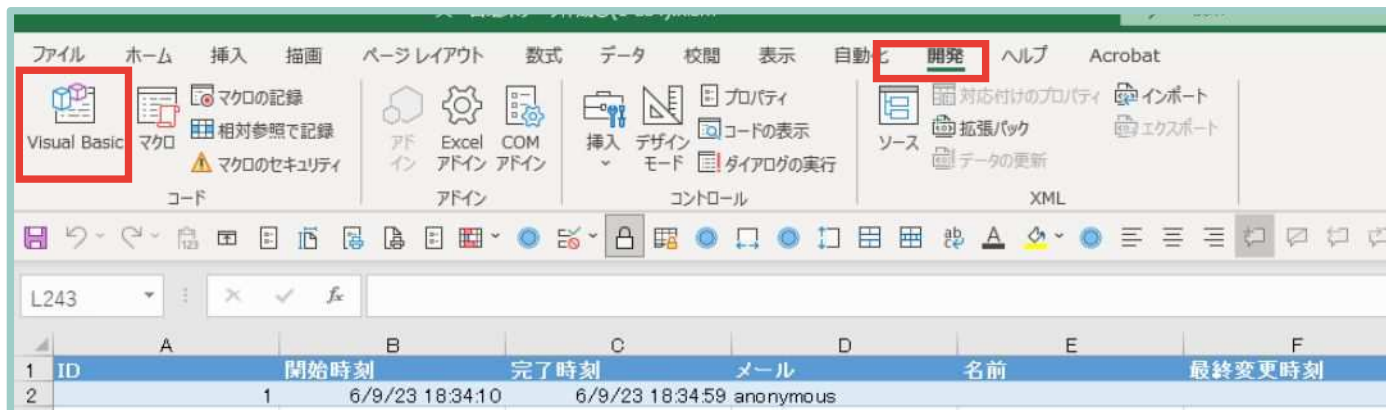 ファイル ホーム 挿入 描画 ページ レイアウト 数式 データ 校閲 表示 自動化 開発 ヘルプ Acrobat
Visual Basic
マクロ
マクロの記録
相対参照で記録
マクロのセキュリティ
コード
アド
イン
Excel
アドイン
COM
アドイン
アドイン
挿入
デザイン
モード
プロパティ
コードの表示
ダイアログの実行
コントロール
ソース
対応付けのプロパティ
拡張パック
データの更新
インポート
エクスポート
XML
L243 fx
A B C D E F
1 ID 開始時刻 完了時刻 メール 名前 最終変更時刻
2 1 6/9/23 18:34:10 6/9/23 18:34:59 anonymous